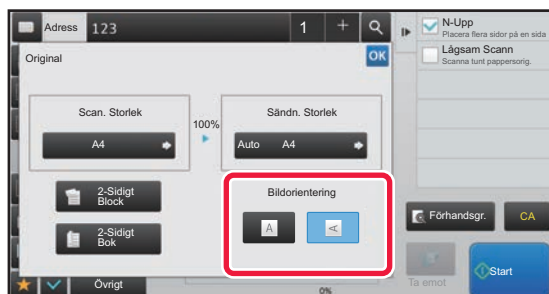 Adress 123 1 +
Original
OK
Scan. Storlek
A4
100%
Sändn. Storlek
Auto A4
2-Sidigt
Block
2-Sidigt
Bok
Bildorientering
A
A
N-Upp
Placera flera sidor på en sida
Lågsam Scann
Scanna tunt pappersorig.
Förhandsgr.
CA
Övrigt
0%
Ta emot
Start